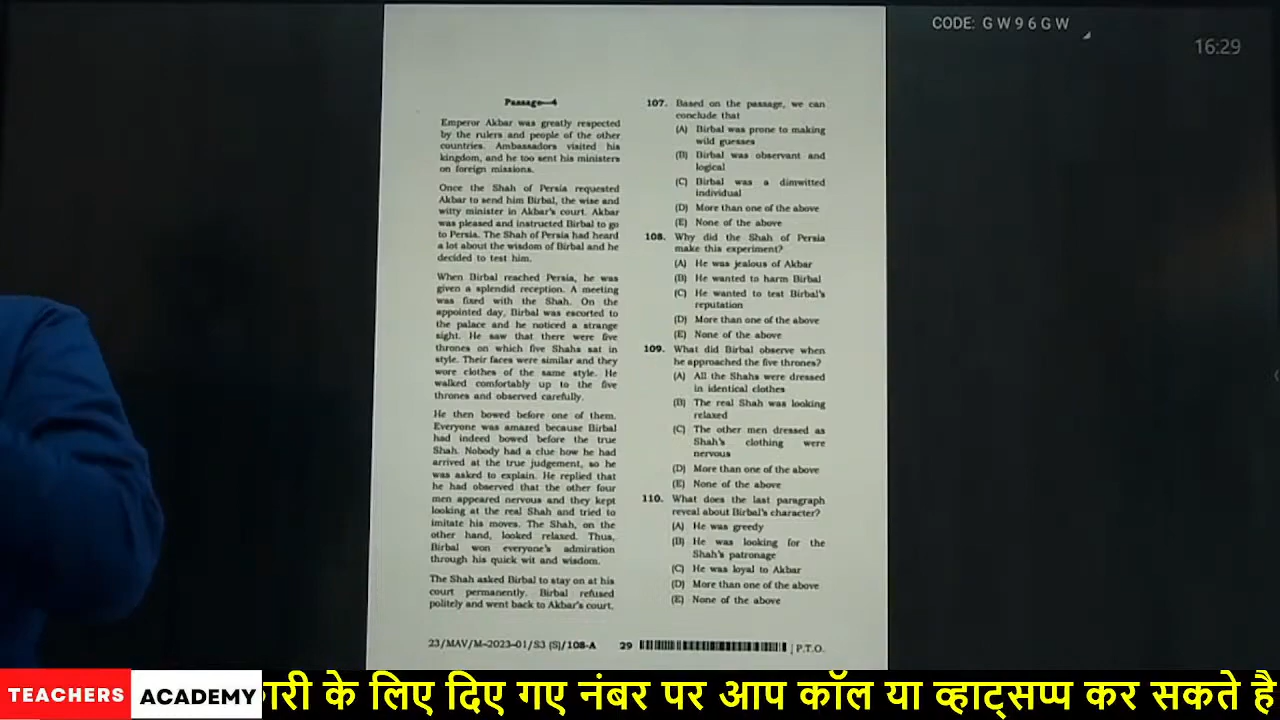 CODE: G W 9 6 G W
16:29
Passage—4
Emperor Akbar was greatly respected
by the rulers and people of the other
countries. Ambassadors visited his
kingdom, and he too sent his ministers
on foreign missions.
Once the Shah of Persia requested
Akbar to send him Birbal, the wise and
witty minister in Akbar's court. Akbar
was pleased and instructed Birbal to go
to Persia. The Shah of Persia had heard
a lot about the wisdom of Birbal and he
decided to test him.
When Birbal reached Persia, he was
given a splendid reception. A meeting
was fixed with the Shah. On the
appointed day, Birbal was escorted to
the palace and he noticed a strange
sight. He saw that there were five
thrones on which five Shahs sat in
style. Their faces were similar and they
wore clothes of the same style. He
walked comfortably up to the five
thrones and observed carefully.
He then bowed before one of them.
Everyone was amazed because Birbal
had indeed bowed before the true
Shah. Nobody had a clue how he had
arrived at the true judgement, so he
was asked to explain. He replied that
he had observed that the other four
men appeared nervous and they kept
looking at the real Shah and tried to
imitate his moves. The Shah, on the
other hand, looked relaxed. Thus,
Birbal won everyone's admiration
through his quick wit and wisdom.
The Shah asked Birbal to stay on at his
court permanently. Birbal refused
politely and went back to Akbar's court.
107. Based on the passage, we can
conclude that
(A) Birbal was prone to making
wild guesses
(B) Birbal was observant and
logical
(C) Birbal was a dimwitted
individual
(D) More than one of the above
(E) None of the above
108. Why did the Shah of Persia
make this experiment?
(A) He was jealous of Akbar
(B) He wanted to harm Birbal
(C) He wanted to test Birbal's
reputation
(D) More than one of the above
(E) None of the above
109. What did Birbal observe when
he approached the five thrones?
(A) All the Shahs were dressed
in identical clothes
(B) The real Shah was looking
relaxed
(C) The other men dressed as
Shah's clothing were
nervous
(D) More than one of the above
(E) None of the above
110. What does the last paragraph
reveal about Birbal's character?
(A) He was greedy
(B) He was looking for the
Shah's patronage
(C) He was loyal to Akbar
(D) More than one of the above
(E) None of the above
23/MAV/M-2023-01/S3 (S)/108-A 29 | P.T.O.
TEACHERS ACADEMY कारी के लिए दिए गए नंबर पर आप कॉल या व्हाट्सप्प कर सकते है